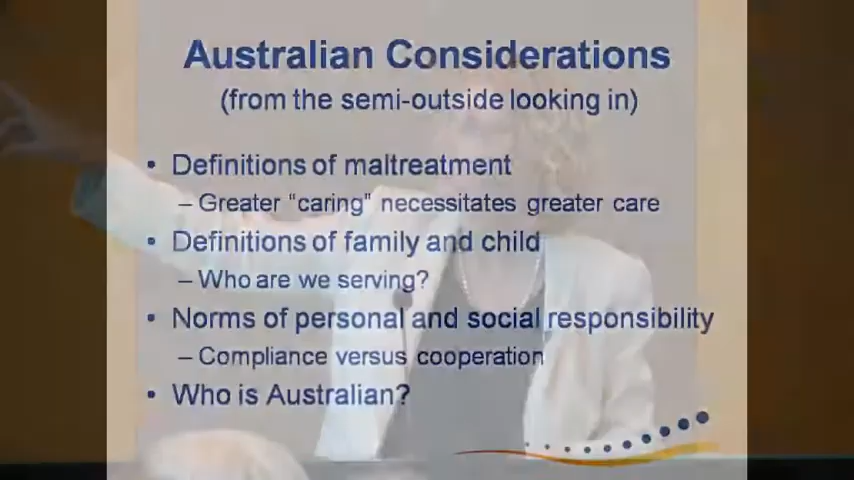 Australian Considerations
(from the semi-outside looking in)
• Definitions of maltreatment
– Greater “caring” necessitates greater care
• Definitions of family and child
– Who are we serving?
• Norms of personal and social responsibility
– Compliance versus cooperation
• Who is Australian?